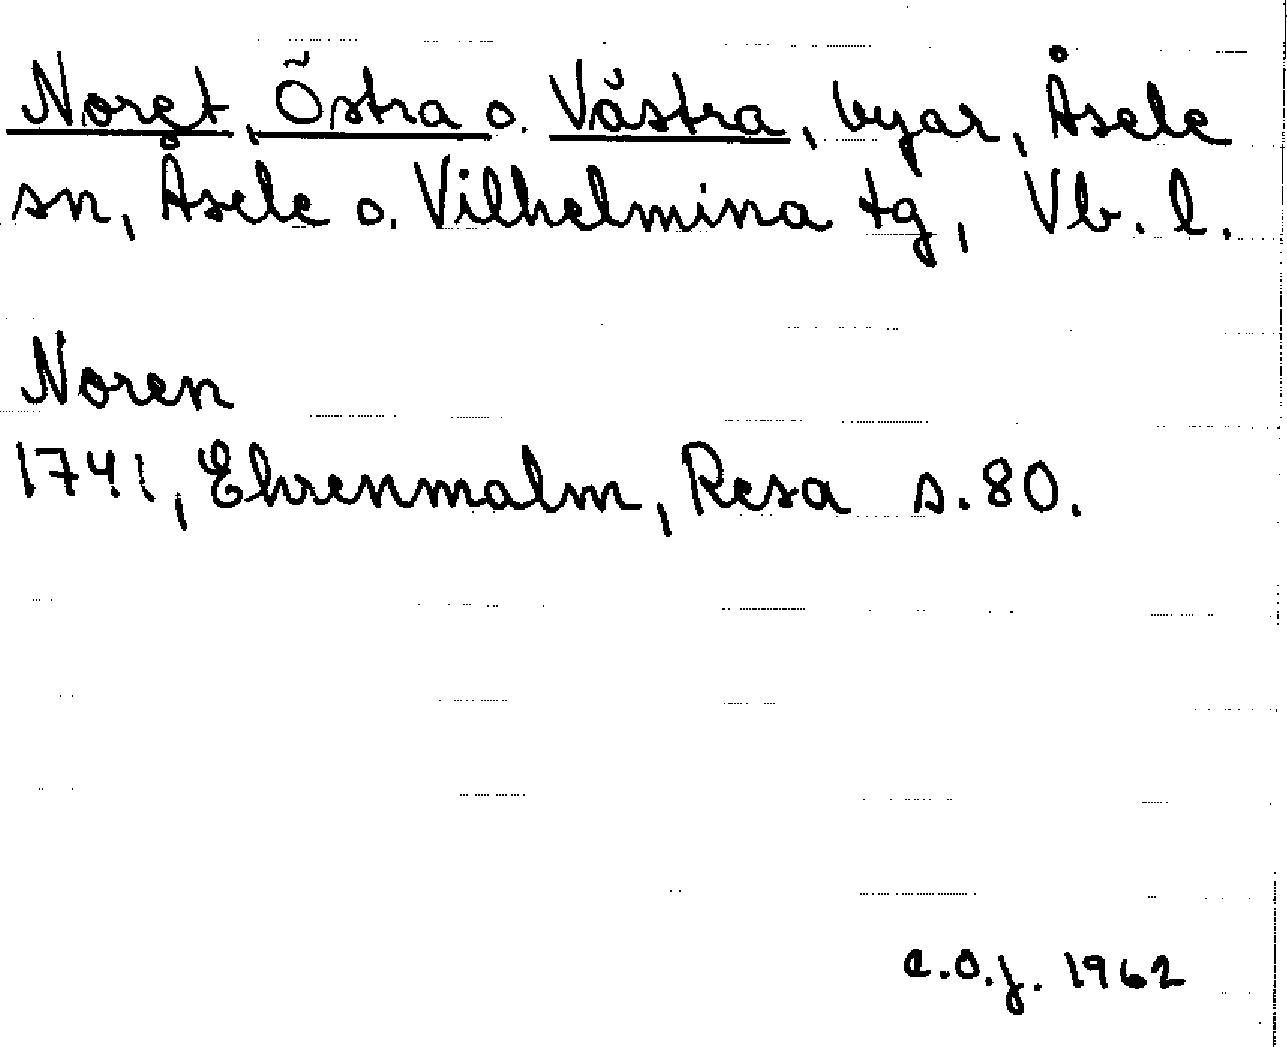 Noret, Östra o. Västra, byar, Åsele
sn, Åsele o. Vilhelmina tg, Vb. l.
Noren
1741, Ehrenmalm, Resa s. 80.
C.O.J. 1962